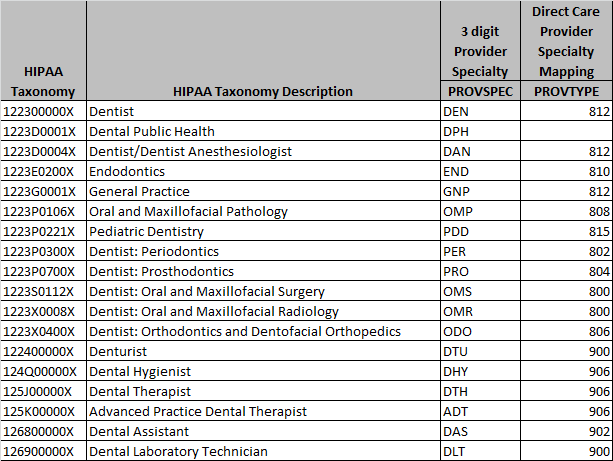 HIPAA Taxonomy | HIPAA Taxonomy Description | 3 digit Provider Specialty PROVSPEC | Direct Care Provider Specialty Mapping PROVTYPE
122300000X Dentist DEN 812
1223D0001X Dental Public Health DPH
1223D0004X Dentist/Dentist Anesthesiologist DAN 812
1223E0200X Endodontics END 810
1223G0001X General Practice GNP 812
1223P0106X Oral and Maxillofacial Pathology OMP 808
1223P0221X Pediatric Dentistry PDD 815
1223P0300X Dentist: Periodontics PER 802
1223P0700X Dentist: Prosthodontics PRO 804
1223S0112X Dentist: Oral and Maxillofacial Surgery OMS 800
1223X0008X Dentist: Oral and Maxillofacial Radiology OMR 800
1223X0400X Dentist: Orthodontics and Dentofacial Orthopedics ODO 806
122400000X Denturist DTU 900
124Q00000X Dental Hygienist DHY 906
125J00000X Dental Therapist DTH 906
125K00000X Advanced Practice Dental Therapist ADT 906
126800000X Dental Assistant DAS 902
126900000X Dental Laboratory Technician DLT 900